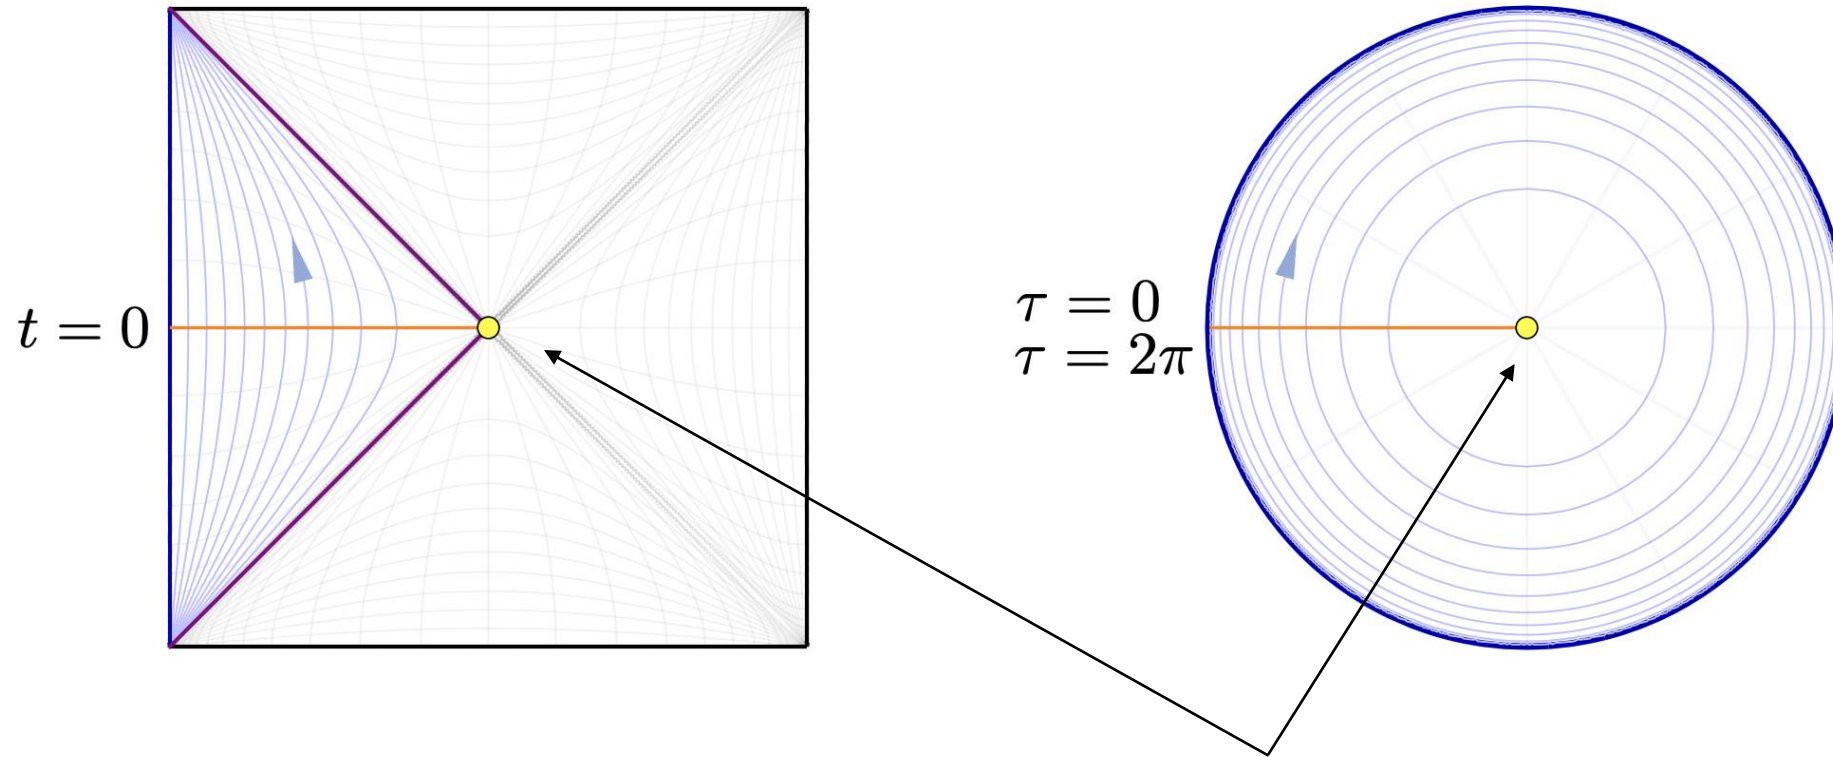 t = 0
τ = 0
τ = 2π